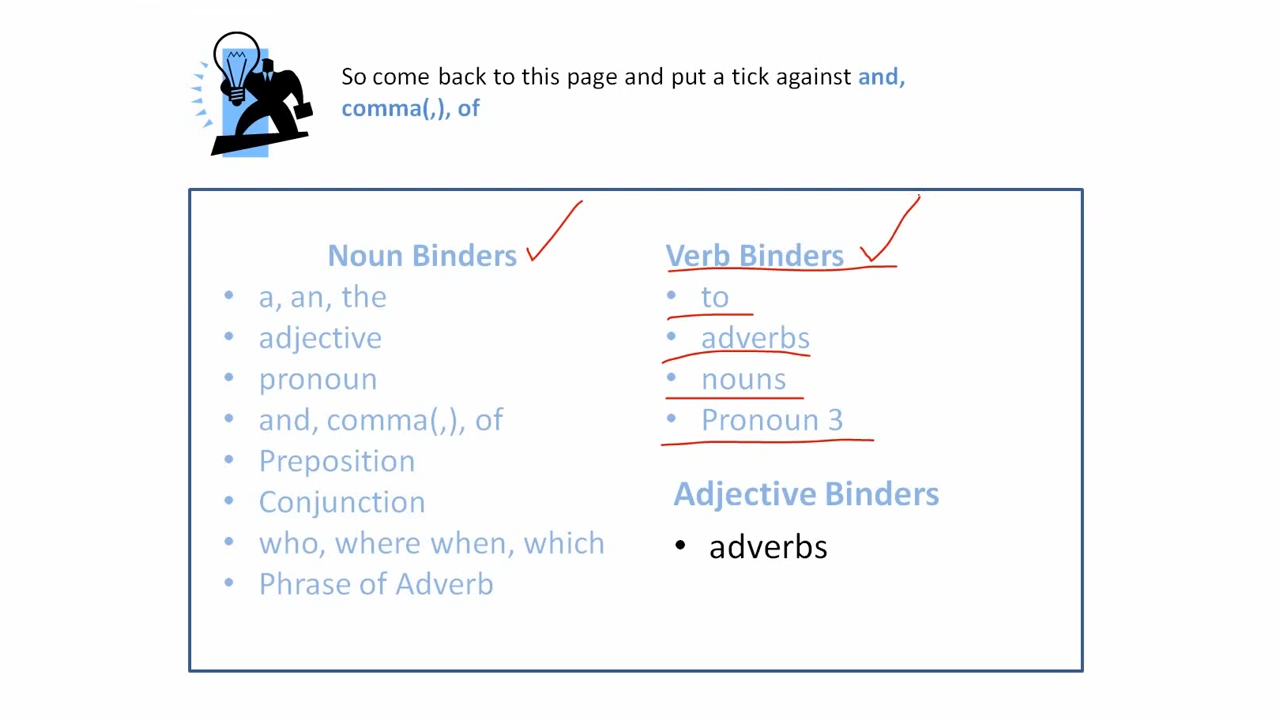 So come back to this page and put a tick against and,
comma(,), of
Noun Binders
• a, an, the
• adjective
• pronoun
• and, comma(,), of
• Preposition
• Conjunction
• who, where when, which
• Phrase of Adverb
Verb Binders
• to
• adverbs
• nouns
• Pronoun 3
Adjective Binders
• adverbs